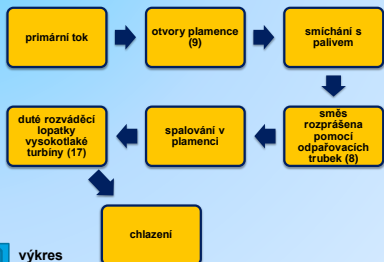 primární tok
otvory plamence
(9)
smíchání s
palivem
směs
rozprášena
pomocí
odpařovacích
trubek (8)
spalování v
plamenci
duté rozváděcí
lopatky
vysokotlaké
turbíny (17)
chlazení
výkres